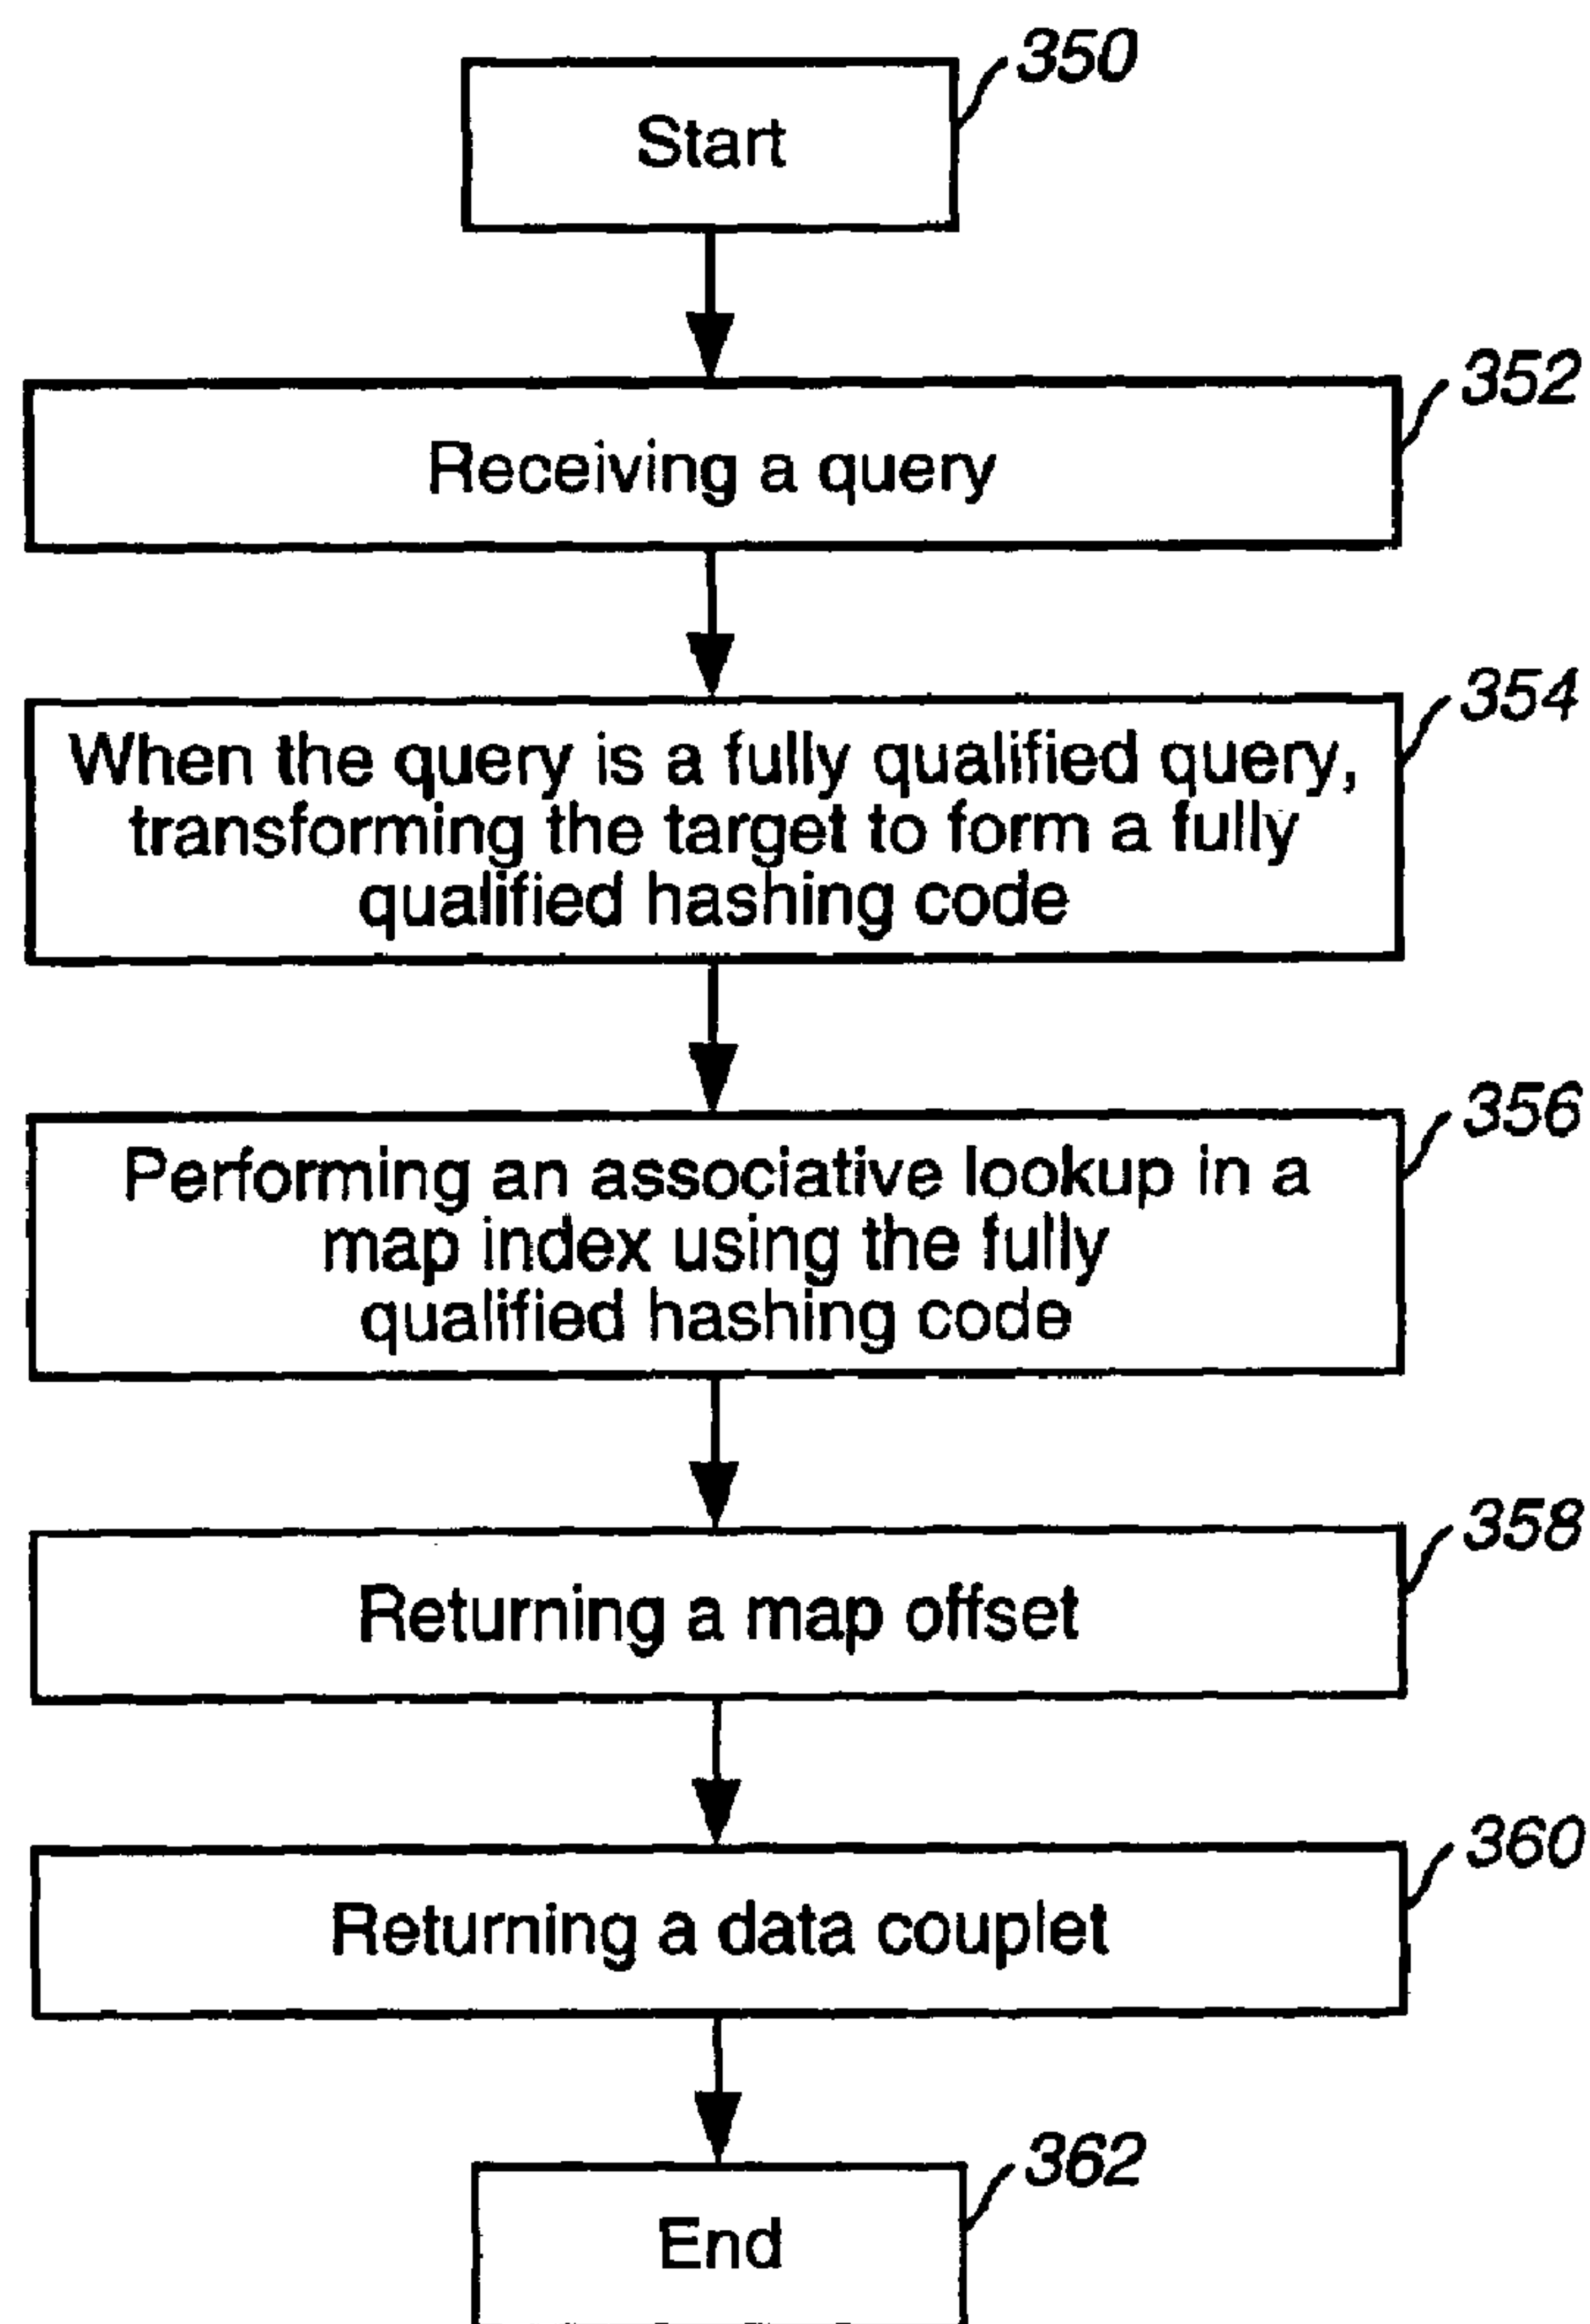 350
Start
352
Receiving a query
354
When the query is a fully qualified query,
transforming the target to form a fully
qualified hashing code
356
Performing an associative lookup in a
map index using the fully
qualified hashing code
358
Returning a map offset
360
Returning a data couplet
362
End